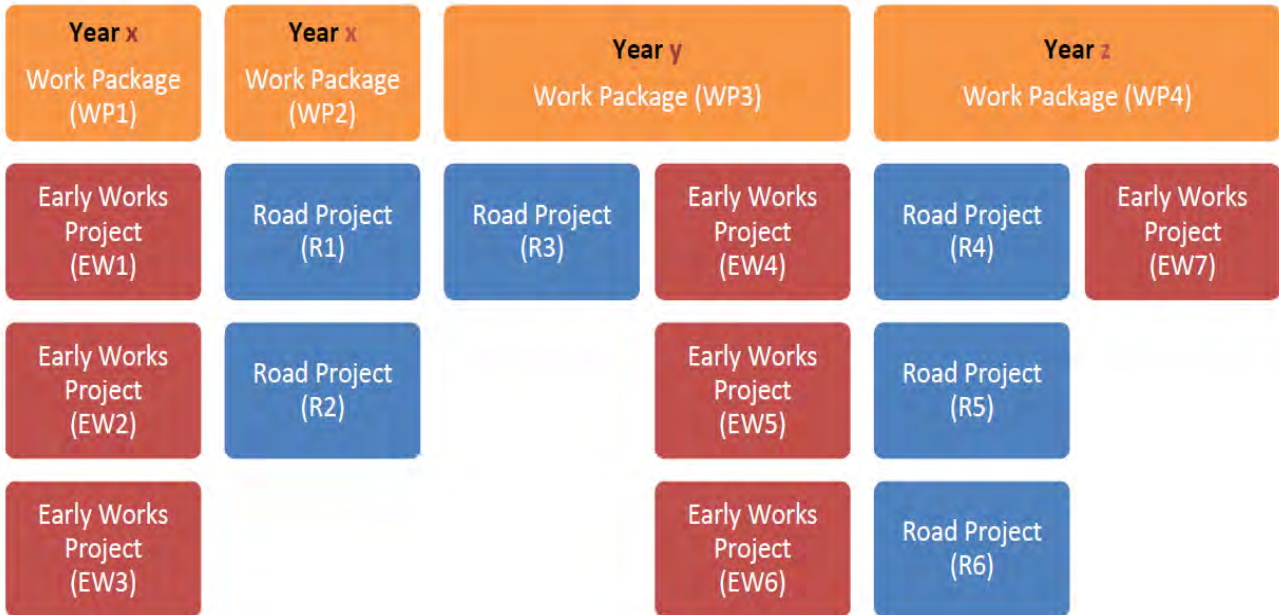 Year x
Work Package
(WP1)
Year x
Work Package
(WP2)
Year y
Work Package (WP3)
Year z
Work Package (WP4)
Early Works
Project
(EW1)
Road Project
(R1)
Road Project
(R3)
Early Works
Project
(EW4)
Road Project
(R4)
Early Works
Project
(EW7)
Early Works
Project
(EW2)
Road Project
(R2)
Early Works
Project
(EW5)
Road Project
(R5)
Early Works
Project
(EW3)
Early Works
Project
(EW6)
Road Project
(R6)